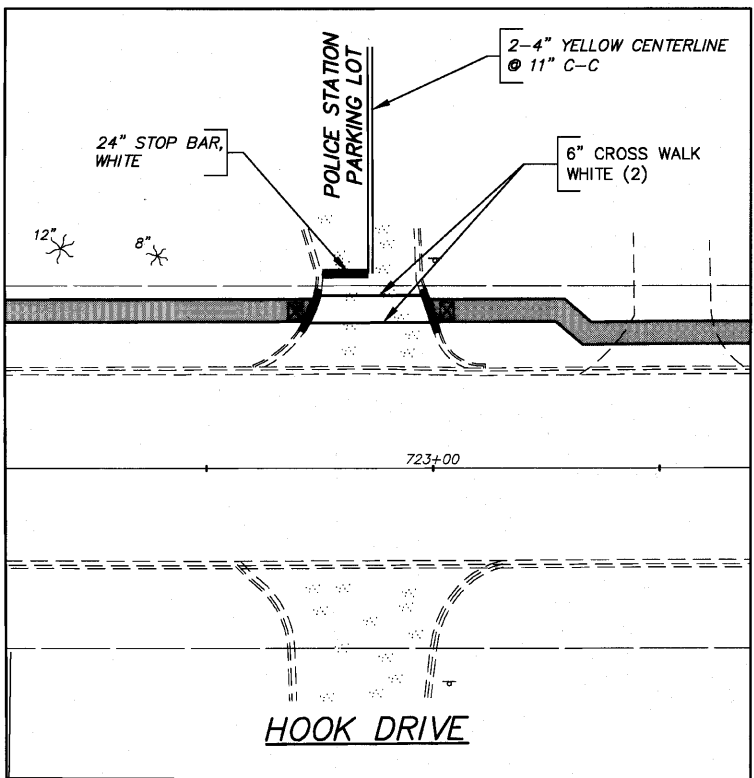 2-4" YELLOW CENTERLINE
@ 11" C-C
POLICE STATION
PARKING LOT
24" STOP BAR,
WHITE
6" CROSS WALK
WHITE (2)
12"
8"
723+00
HOOK DRIVE